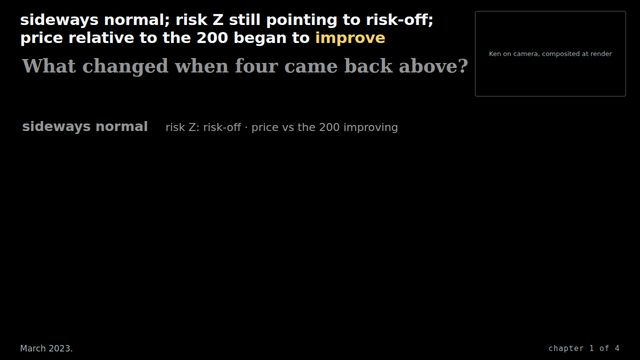 sideways normal; risk Z still pointing to risk-off;
price relative to the 200 began to improve
What changed when four came back above?
Ken on camera, composited at render
sideways normal risk Z: risk-off · price vs the 200 improving
March 2023.
chapter 1 of 4